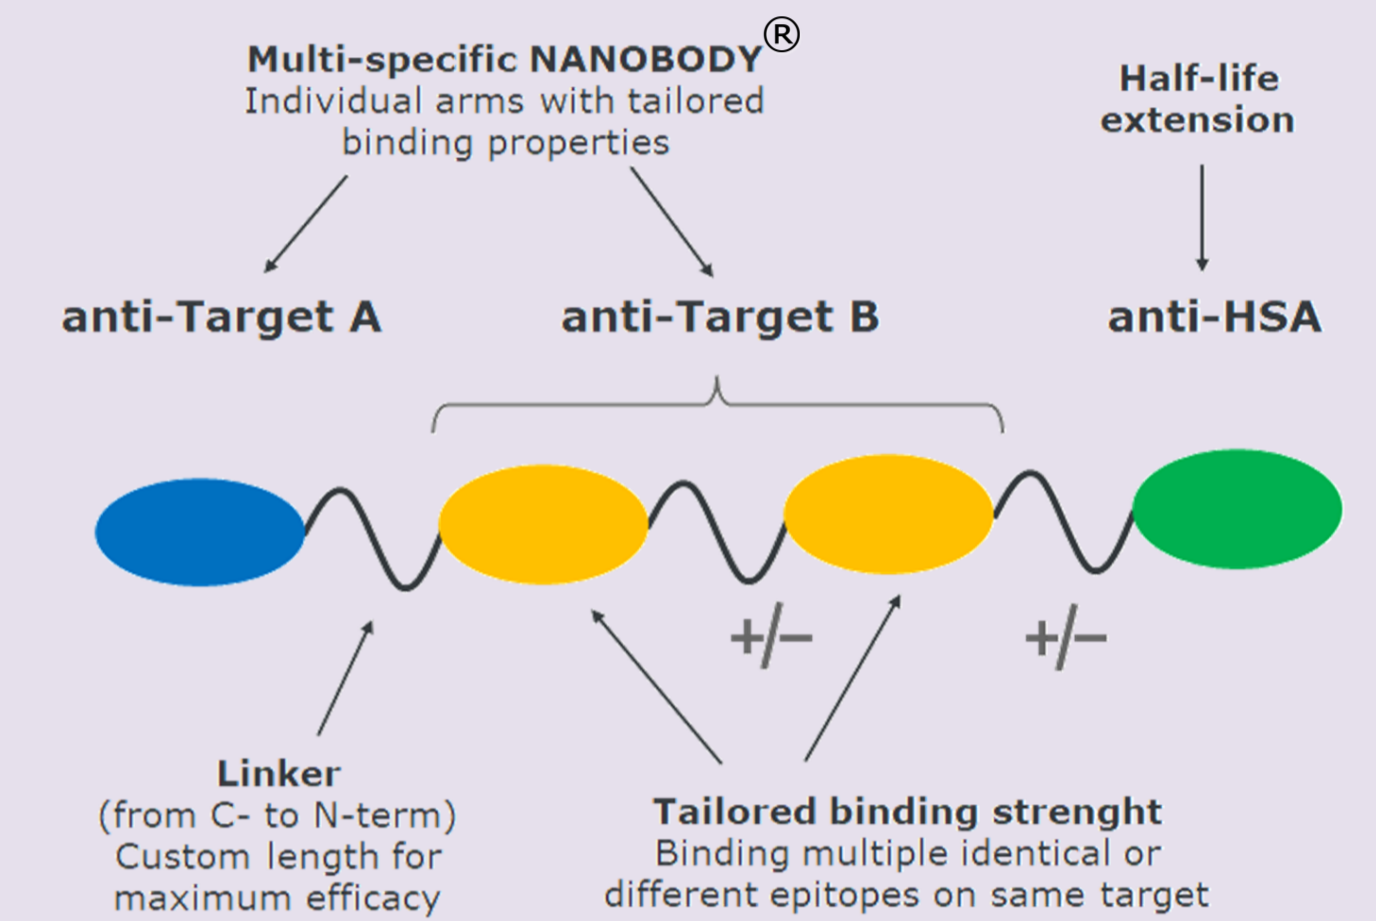 Multi-specific NANOBODY®
Individual arms with tailored
binding properties
Half-life
extension
anti-Target A
anti-Target B
anti-HSA
+/−
+/−
Linker
(from C- to N-term)
Custom length for
maximum efficacy
Tailored binding strenght
Binding multiple identical or
different epitopes on same target